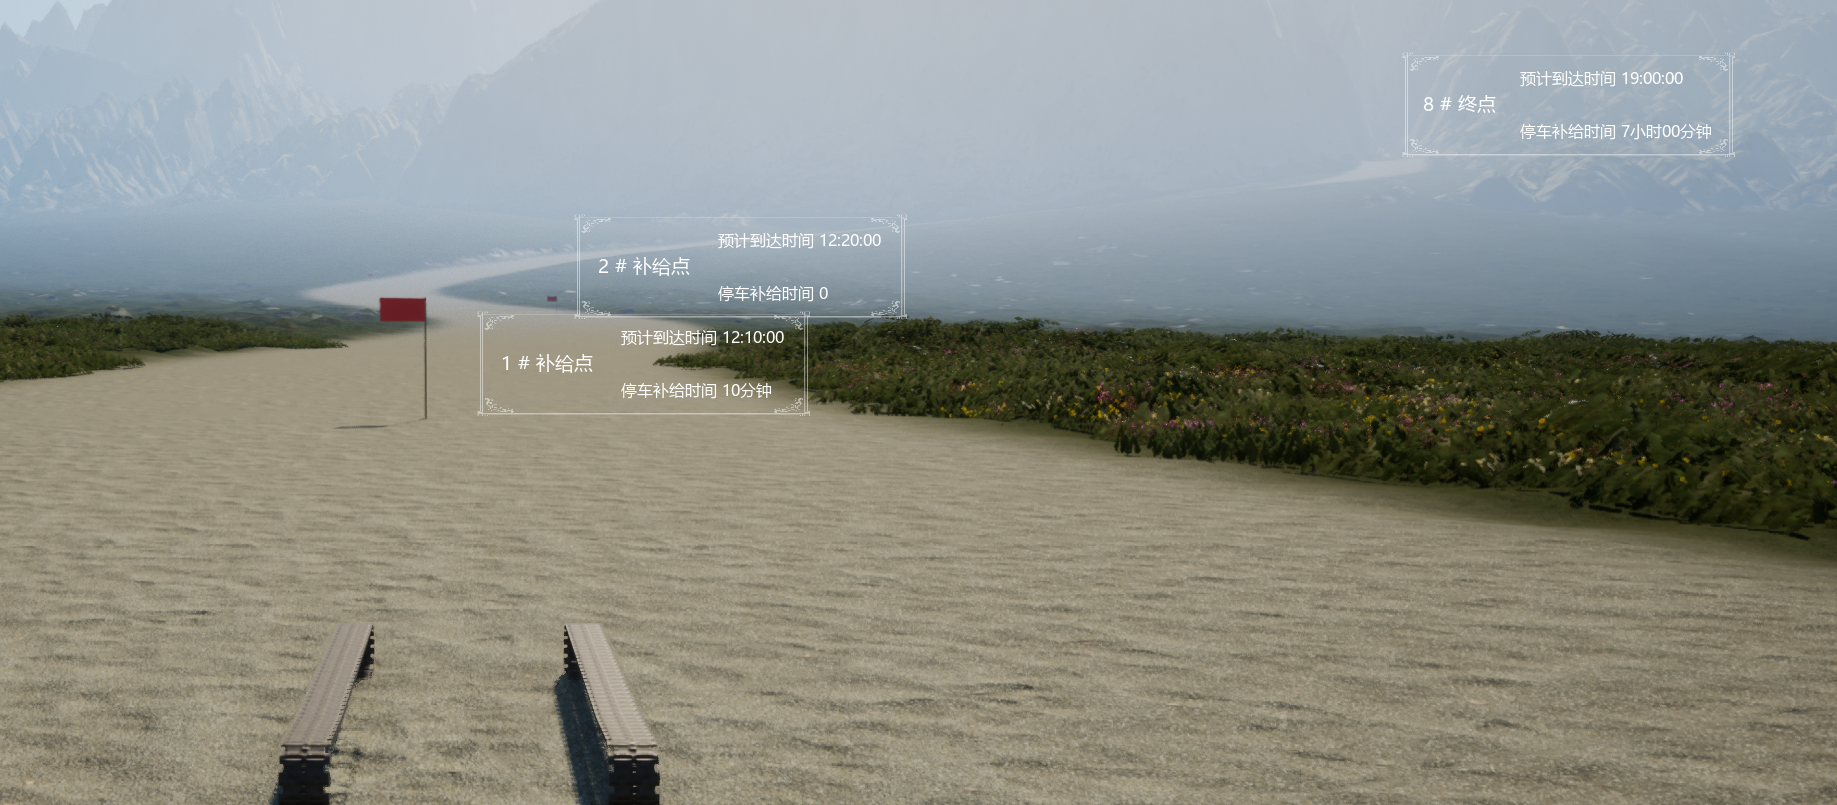 预计到达时间 19:00:00
8 # 终点
停车补给时间 7小时00分钟
预计到达时间 12:20:00
2 # 补给点
停车补给时间 0
预计到达时间 12:10:00
1 # 补给点
停车补给时间 10分钟